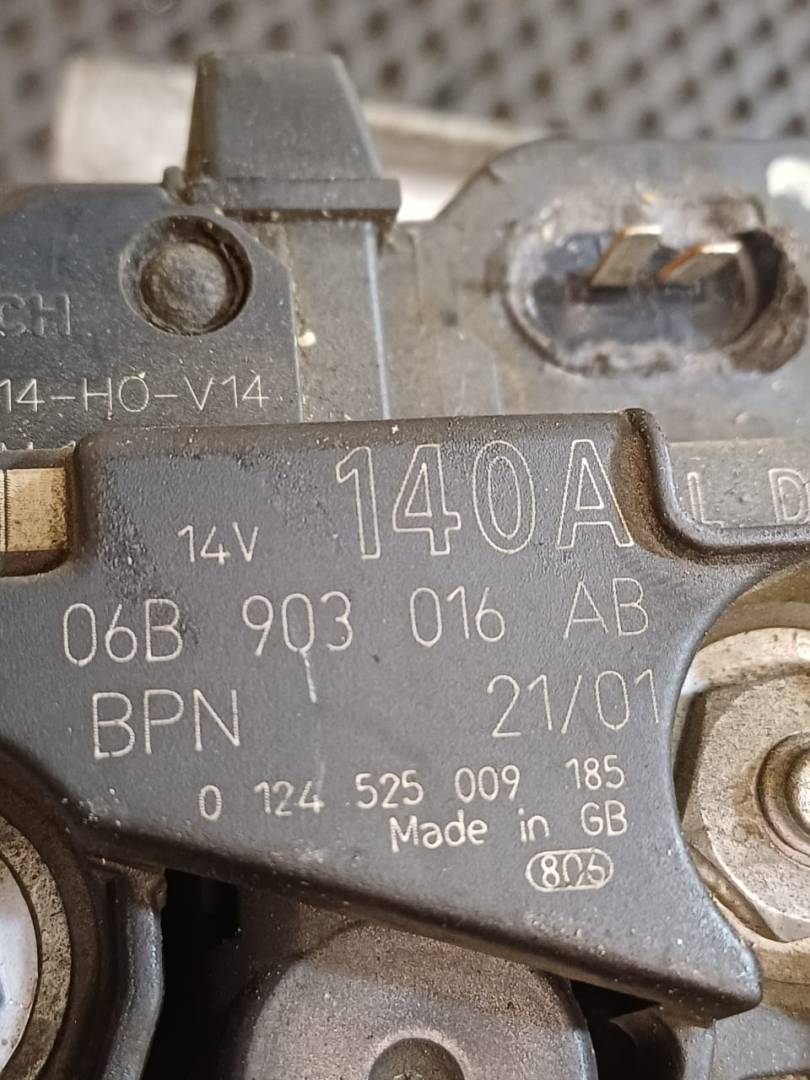 CH
14-HO-V14
14V 140A
L D
06B 903 016 AB
BPN 21/01
0 124 525 009 185
Made in GB
806